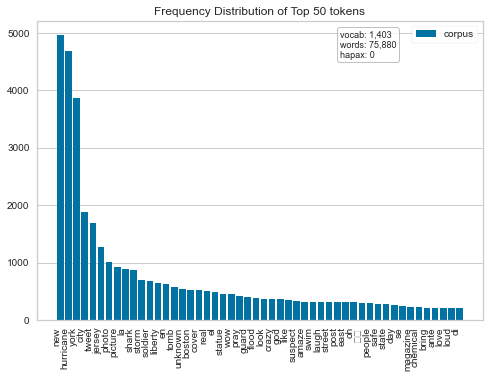 Frequency Distribution of Top 50 tokens
vocab: 1,403
words: 75,880
hapax: 0
corpus
5000
4000
3000
2000
1000
0
new
hurricane
york
city
tweet
jersey
photo
picture
la
shark
storm
soldier
liberty
en
tomb
unknown
boston
cover
real
el
statue
wow
pray
guard
flood
look
crazy
god
like
suspect
amaze
swim
laugh
street
post
east
oh
people
safe
state
day
se
magazine
chemical
bring
ante
love
loud
di